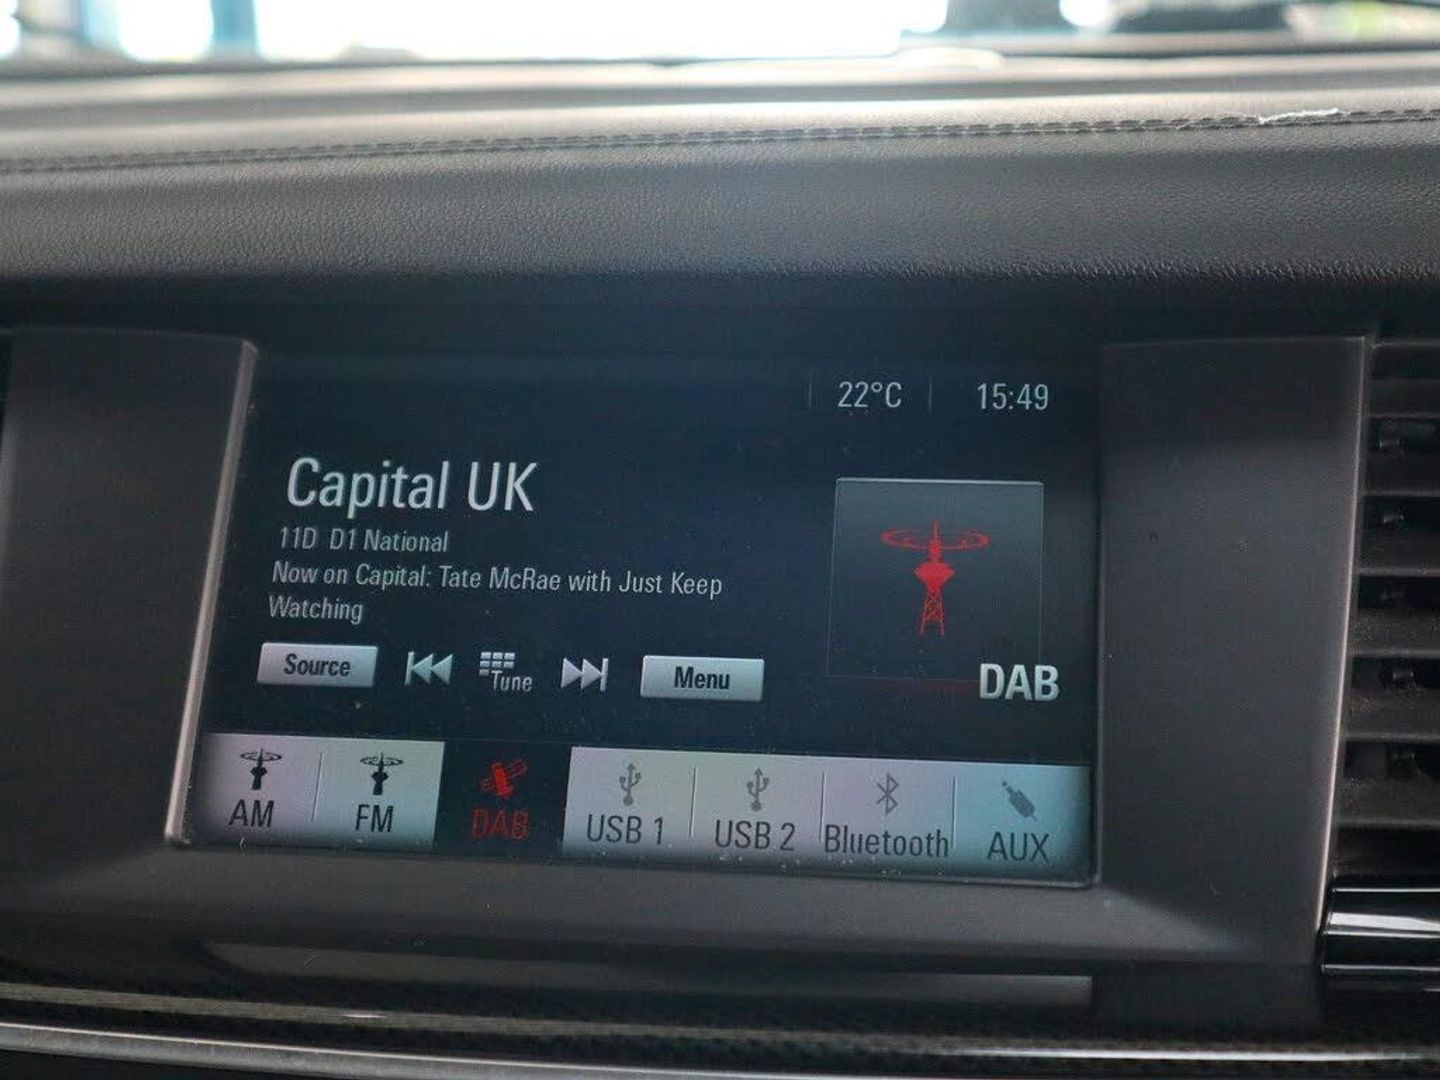 22°C 15:49
Capital UK
11D D1 National
Now on Capital: Tate McRae with Just Keep
Watching
Source Tune Menu
DAB
AM FM DAB USB 1 USB 2 Bluetooth AUX